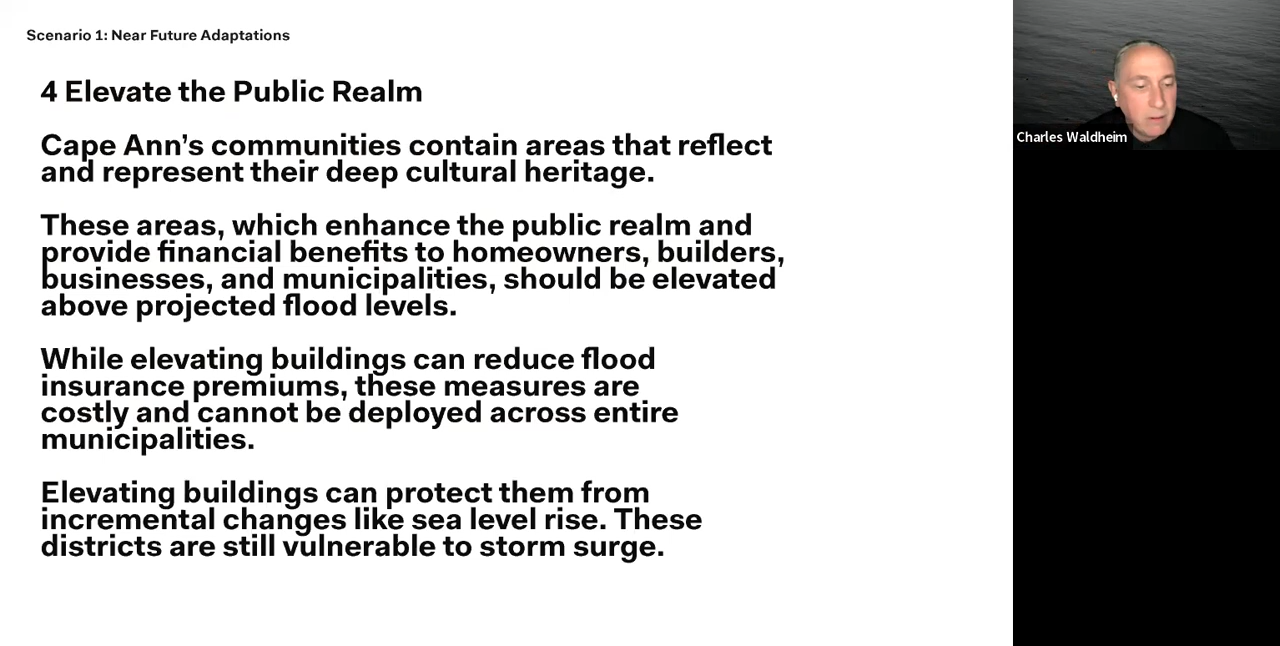 Scenario 1: Near Future Adaptations
4 Elevate the Public Realm
Cape Ann’s communities contain areas that reflect
and represent their deep cultural heritage.
These areas, which enhance the public realm and
provide financial benefits to homeowners, builders,
businesses, and municipalities, should be elevated
above projected flood levels.
While elevating buildings can reduce flood
insurance premiums, these measures are
costly and cannot be deployed across entire
municipalities.
Elevating buildings can protect them from
incremental changes like sea level rise. These
districts are still vulnerable to storm surge.
Charles Waldheim